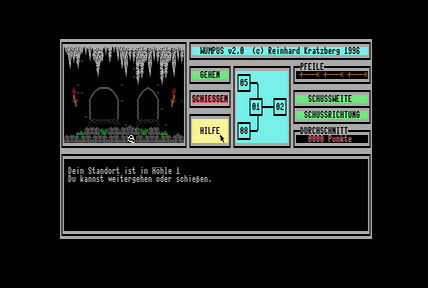 WUMPUS v2.0 (c) Reinhard Kratzberg 1996
GEHEN
SCHIESSEN
HILFE
05
01
02
08
PFEILE
SCHUSSWEITE
SCHUSSRICHTUNG
DURCHSCHNITT
0000 Punkte
Dein Standort ist in Höhle 1
Du kannst weitergehen oder schießen.